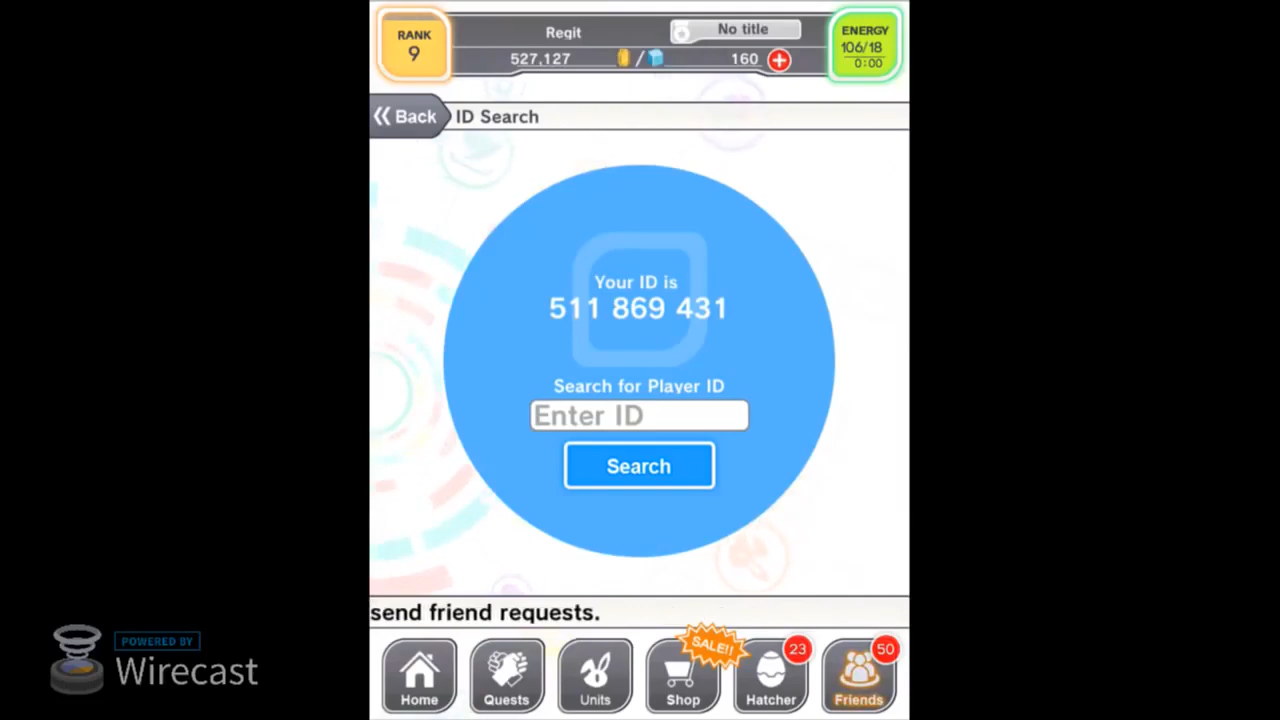 RANK
9
Reqit
No title
527,127
/
160
ENERGY
106/18
0:00
Back
ID Search
Your ID is
511 869 431
Search for Player ID
Enter ID
Search
send friend requests.
SALE!!
23
50
Home
Quests
Units
Shop
Hatcher
Friends
POWERED BY
Wirecast